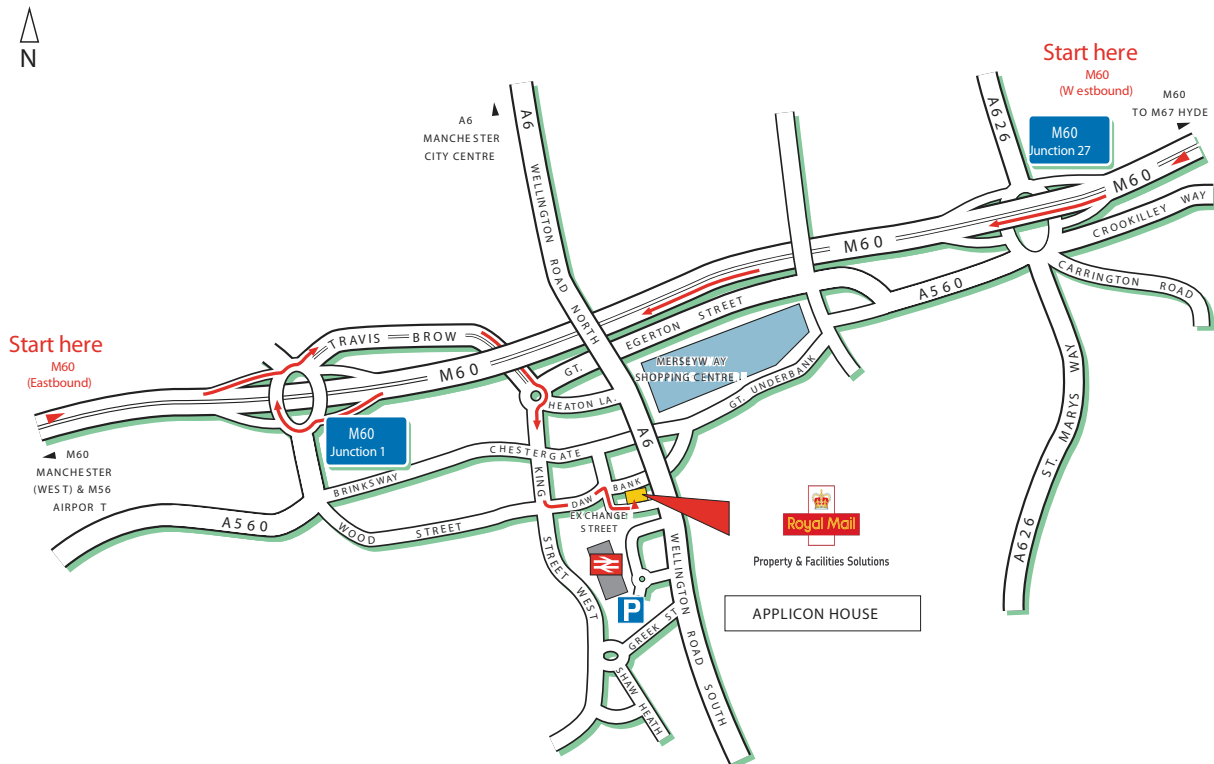 N
Start here
M60
(W estbound)
M60
TO M67 HYDE
A6
MANCHESTER
CITY CENTRE
A6
WELLINGTON ROAD NORTH
A626
M60
Junction 27
M60
CROOKILLEY WAY
CARRINGTON ROAD
M60
A560
EGERTON STREET
GT.
TRAVIS BROW
Start here
M60
(Eastbound)
M60
MERSEYW AY
SHOPPING CENTRE
GT. UNDERBANK
HEATON LA.
A6
M60
Junction 1
M60
MANCHESTER
(WEST) & M56
AIRPOR T
CHESTERGATE
BRINKSWAY
KING STREET WEST
DAW BANK
EXCHANGE
STREET
A560
WOOD STREET
ST. MARYS WAY
A626
Royal Mail
Property & Facilities Solutions
P
APPLICON HOUSE
WELLINGTON ROAD SOUTH
GREEK ST
SHAW HEATH